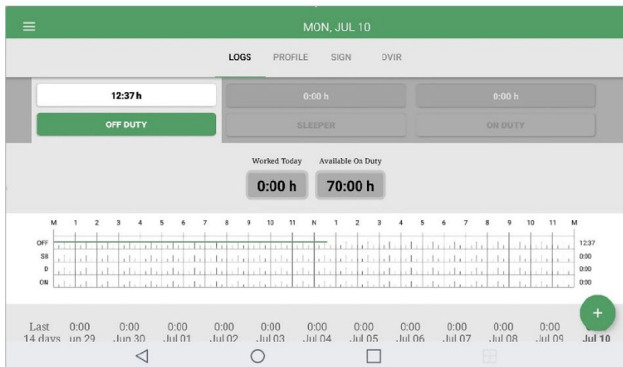 MON, JUL 10
LOGS PROFILE SIGN DVIR
12:37 h 0:00 h 0:00 h
OFF DUTY SLEEPER ON DUTY
Worked Today Available On Duty
0:00 h 70:00 h
M 1 2 3 4 5 6 7 8 9 10 11 N 1 2 3 4 5 6 7 8 9 10 11 M
OFF 12:37
SB 0:00
D 0:00
ON 0:00
Last 0:00 0:00 0:00 0:00 0:00 0:00 0:00 0:00 0:00 0:00 0:00
14 days un 29 Jun 30 Jul 01 Jul 02 Jul 03 Jul 04 Jul 05 Jul 06 Jul 07 Jul 08 Jul 09 Jul 10